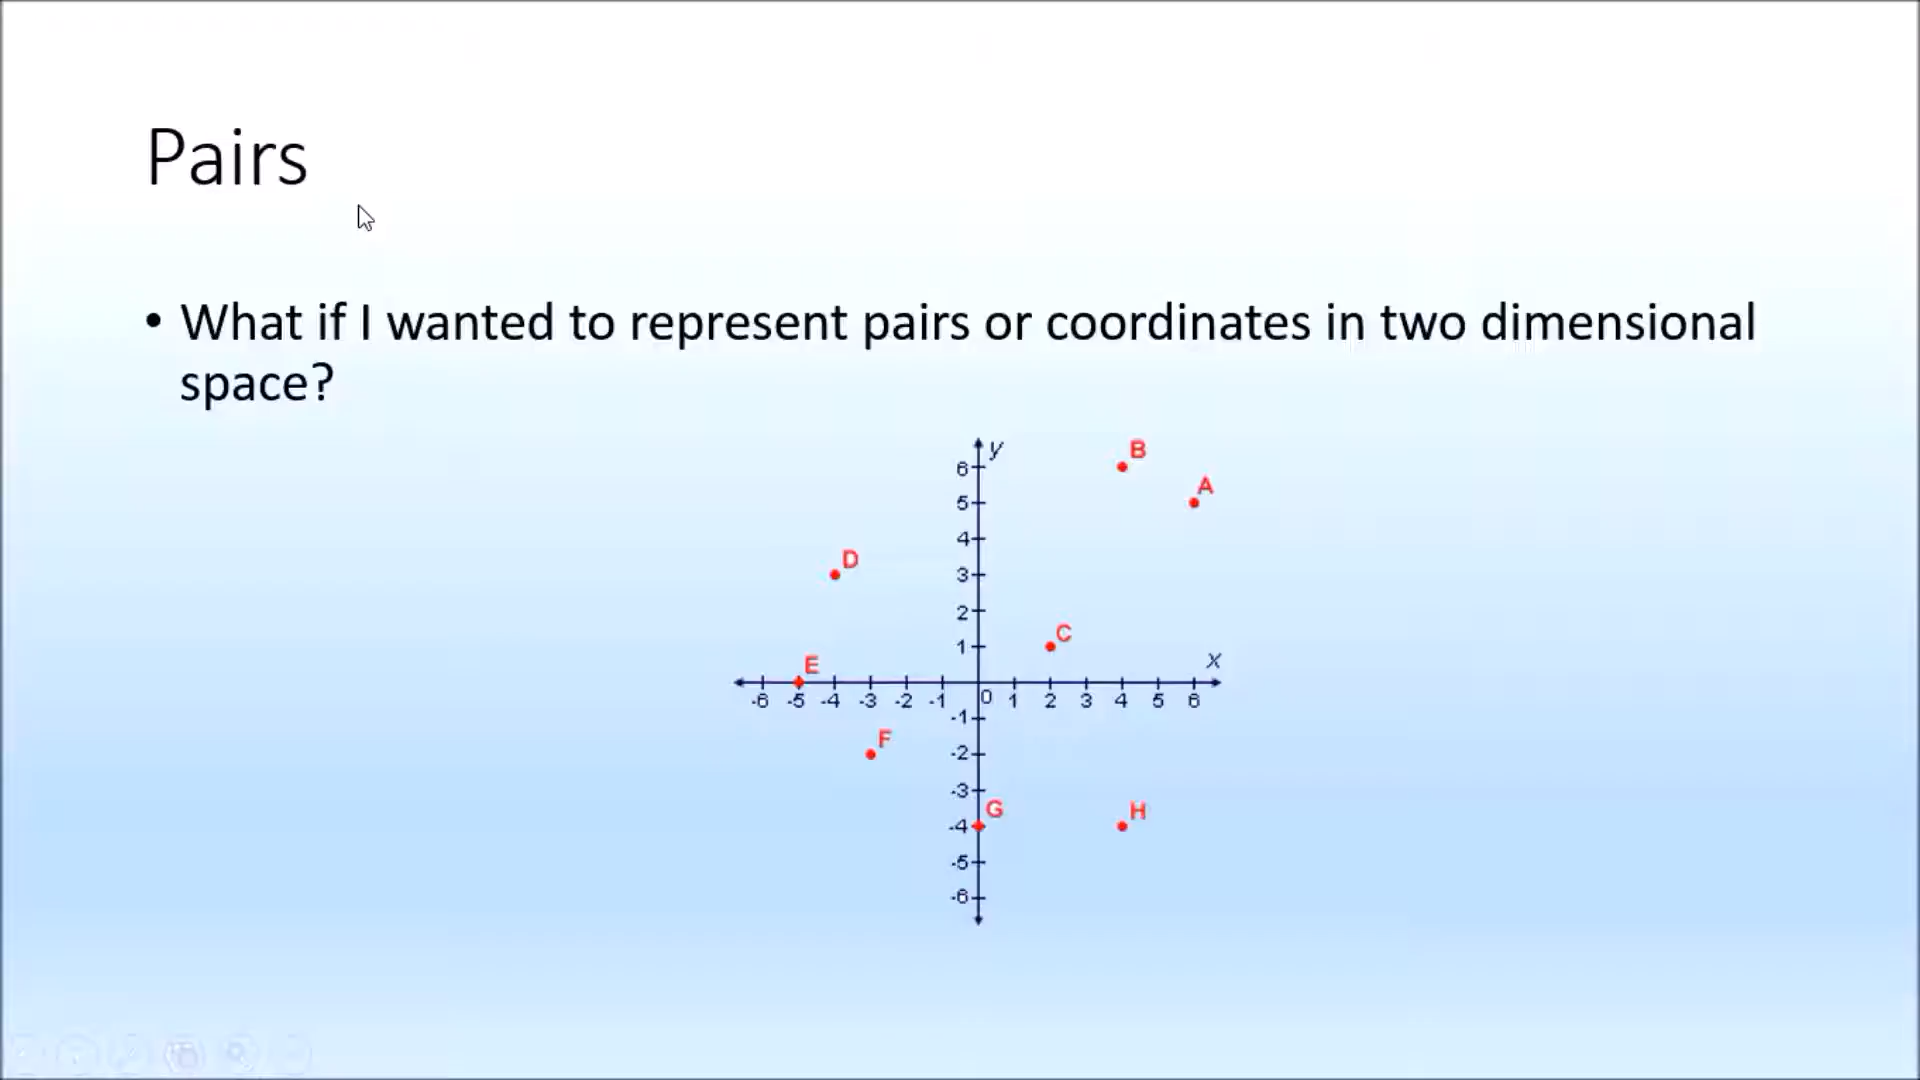 Pairs
• What if I wanted to represent pairs or coordinates in two dimensional
space?
y
B
6
A
5
4
D
3
2
C
1
E
x
-6 -5 -4 -3 -2 -1 0 1 2 3 4 5 6
-1
F
-2
-3
G
H
-4
-5
-6